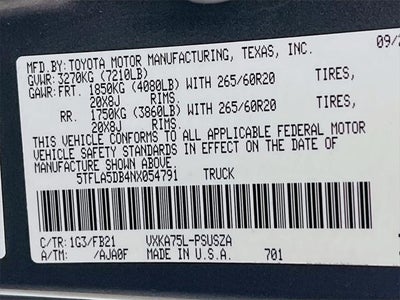 MFD.BY:TOYOTA MOTOR MANUFACTURING, TEXAS, INC. 09/2
GVWR: 3270KG (7210LB)
GAWR:FRT. 1850KG (4080LB) WITH 265/60R20 TIRES,
20X8J RIMS.
RR. 1750KG (3860LB) WITH 265/60R20 TIRES,
20X8J RIMS.
THIS VEHICLE CONFORMS TO ALL APPLICABLE FEDERAL MOTOR
VEHICLE SAFETY STANDARDS IN EFFECT ON THE DATE OF
MANUFACTURE SHOWN ABOVE.
5TFLA5DB4NX054791 TRUCK
C/TR:1G3/FB21 VXKA75L-PSUSZA
A/TM: /AJA0F MADE IN U.S.A. 701